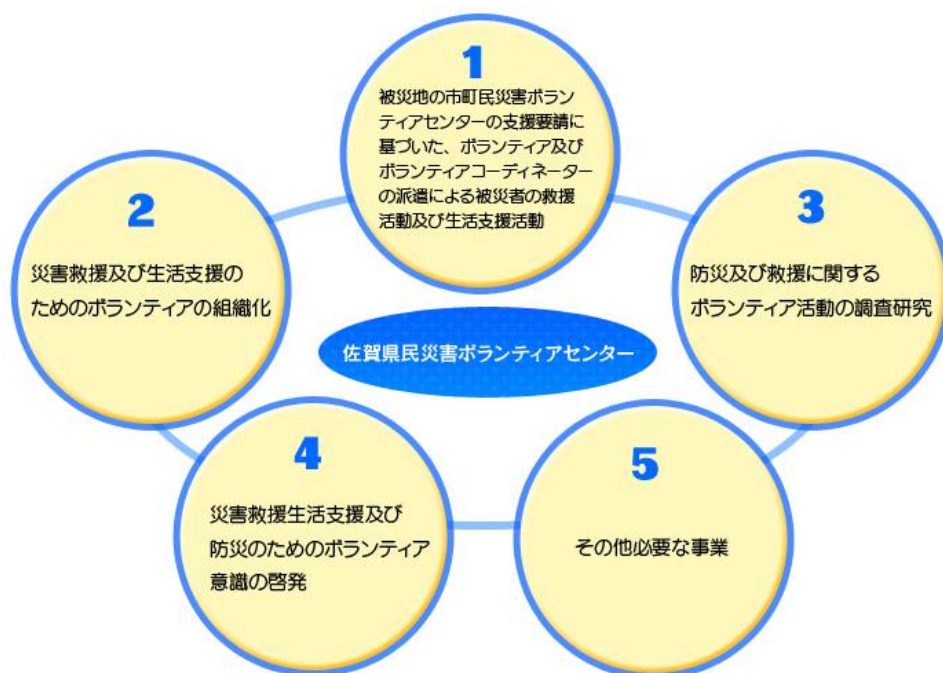 1
被災地の市町民災害ボラン
ティアセンターの支援要請に
基づいた、ボランティア及び
ボランティアコーディネーター
の派遣による被災者の救援
活動及び生活支援活動
2
災害救援及び生活支援の
ためのボランティアの組織化
3
防災及び救援に関する
ボランティア活動の調査研究
佐賀県民災害ボランティアセンター
4
災害救援生活支援及び
防災のためのボランティア
意識の啓発
5
その他必要な事業